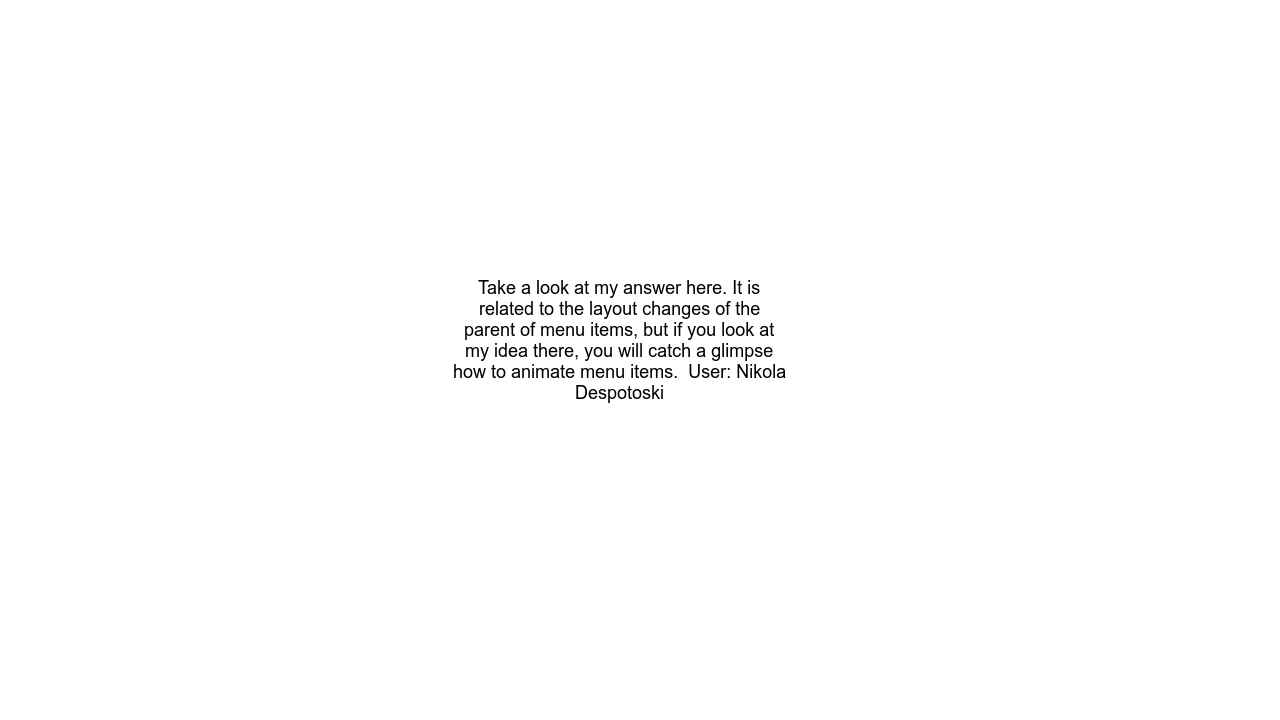 Take a look at my answer here. It is
related to the layout changes of the
parent of menu items, but if you look at
my idea there, you will catch a glimpse
how to animate menu items.  User: Nikola
Despotoski